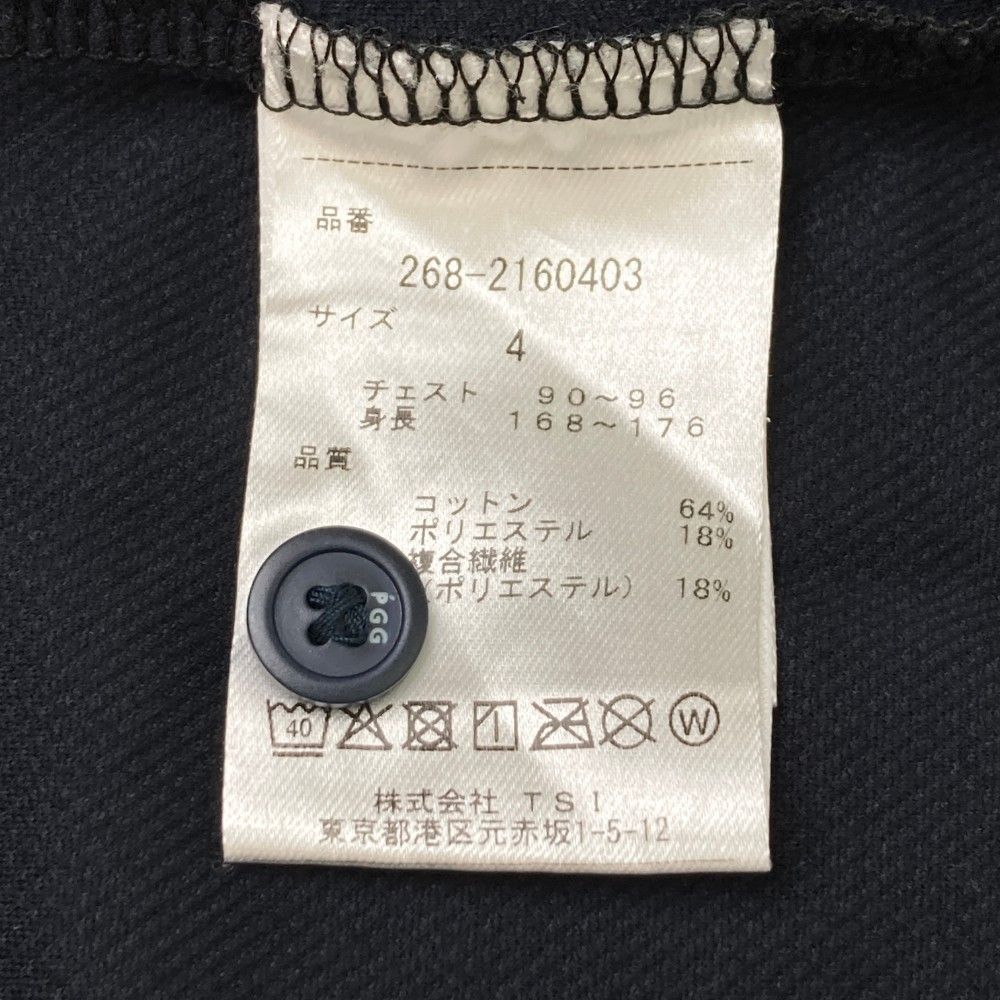 品番
268-2160403
サイズ
4
チェスト 90～96
身長 168～176
品質
コットン 64%
ポリエステル 18%
複合繊維
(ポリエステル) 18%
PGG
40
W
株式会社 TSI
東京都港区元赤坂1-5-12